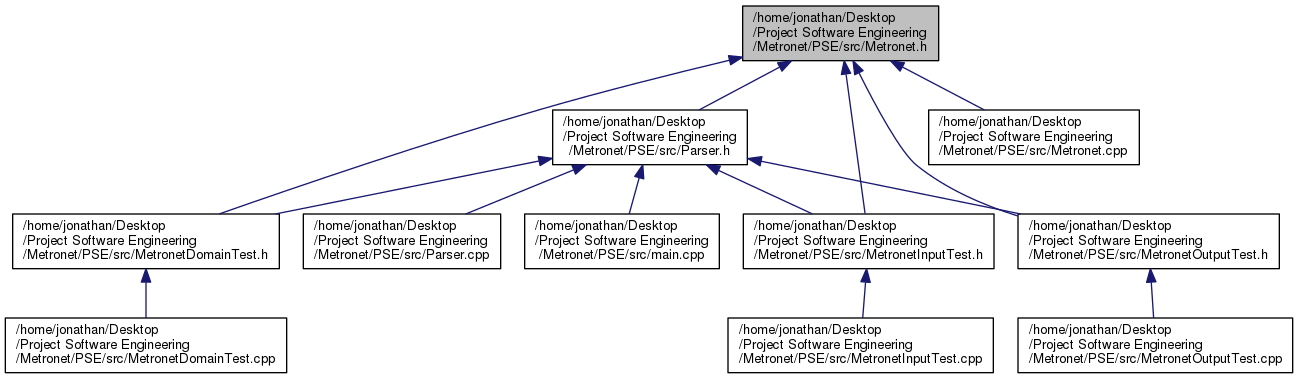 /home/jonathan/Desktop
/Project Software Engineering
/Metronet/PSE/src/Metronet.h
/home/jonathan/Desktop
/Project Software Engineering
/Metronet/PSE/src/Parser.h
/home/jonathan/Desktop
/Project Software Engineering
/Metronet/PSE/src/Metronet.cpp
/home/jonathan/Desktop
/Project Software Engineering
/Metronet/PSE/src/MetronetDomainTest.h
/home/jonathan/Desktop
/Project Software Engineering
/Metronet/PSE/src/Parser.cpp
/home/jonathan/Desktop
/Project Software Engineering
/Metronet/PSE/src/main.cpp
/home/jonathan/Desktop
/Project Software Engineering
/Metronet/PSE/src/MetronetInputTest.h
/home/jonathan/Desktop
/Project Software Engineering
/Metronet/PSE/src/MetronetOutputTest.h
/home/jonathan/Desktop
/Project Software Engineering
/Metronet/PSE/src/MetronetDomainTest.cpp
/home/jonathan/Desktop
/Project Software Engineering
/Metronet/PSE/src/MetronetInputTest.cpp
/home/jonathan/Desktop
/Project Software Engineering
/Metronet/PSE/src/MetronetOutputTest.cpp